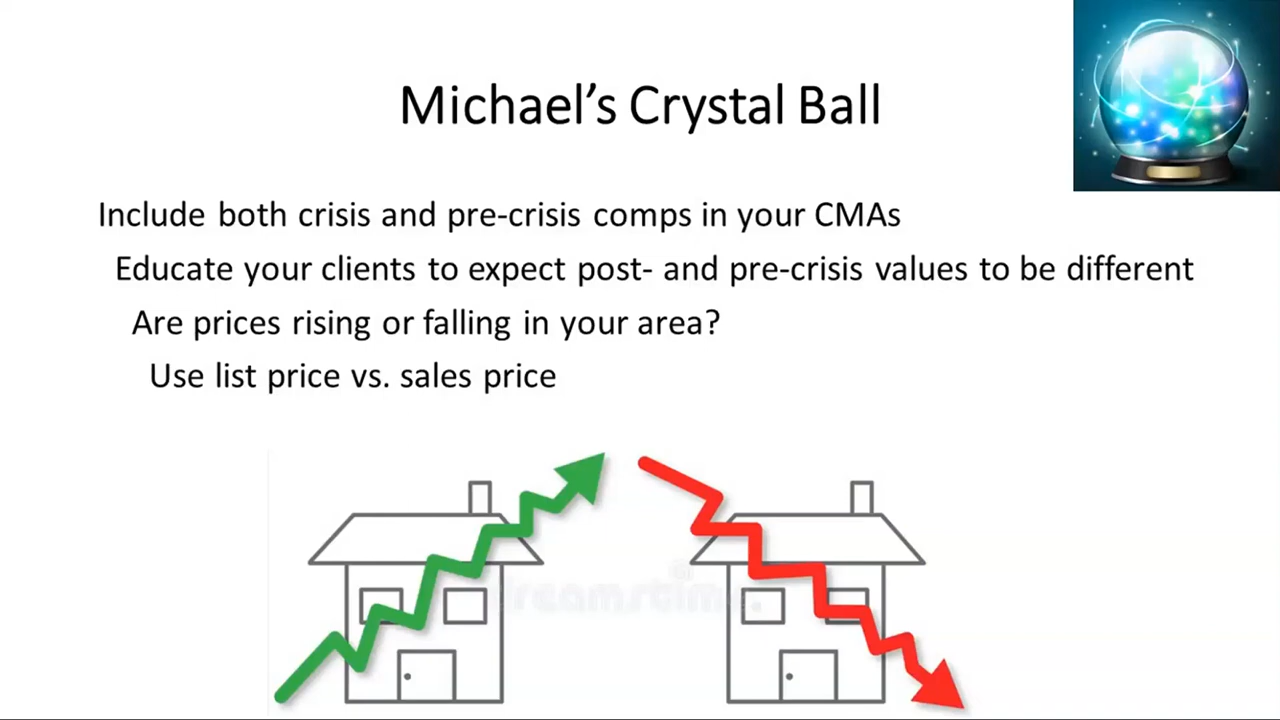 Michael’s Crystal Ball
Include both crisis and pre-crisis comps in your CMAs
Educate your clients to expect post- and pre-crisis values to be different
Are prices rising or falling in your area?
Use list price vs. sales price
dreamstime.